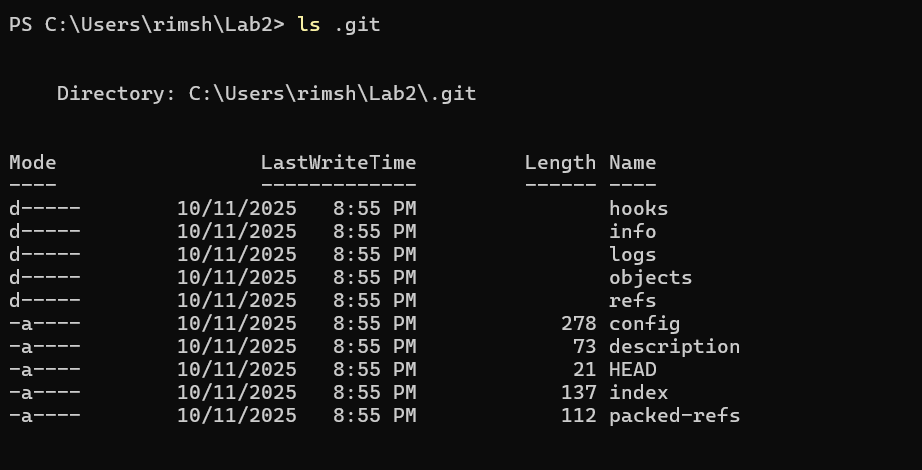 PS C:\Users\rimsh\Lab2> ls .git
Directory: C:\Users\rimsh\Lab2\.git
Mode LastWriteTime Length Name
---- ------------- ------ ----
d----- 10/11/2025 8:55 PM hooks
d----- 10/11/2025 8:55 PM info
d----- 10/11/2025 8:55 PM logs
d----- 10/11/2025 8:55 PM objects
d----- 10/11/2025 8:55 PM refs
-a---- 10/11/2025 8:55 PM 278 config
-a---- 10/11/2025 8:55 PM 73 description
-a---- 10/11/2025 8:55 PM 21 HEAD
-a---- 10/11/2025 8:55 PM 137 index
-a---- 10/11/2025 8:55 PM 112 packed-refs